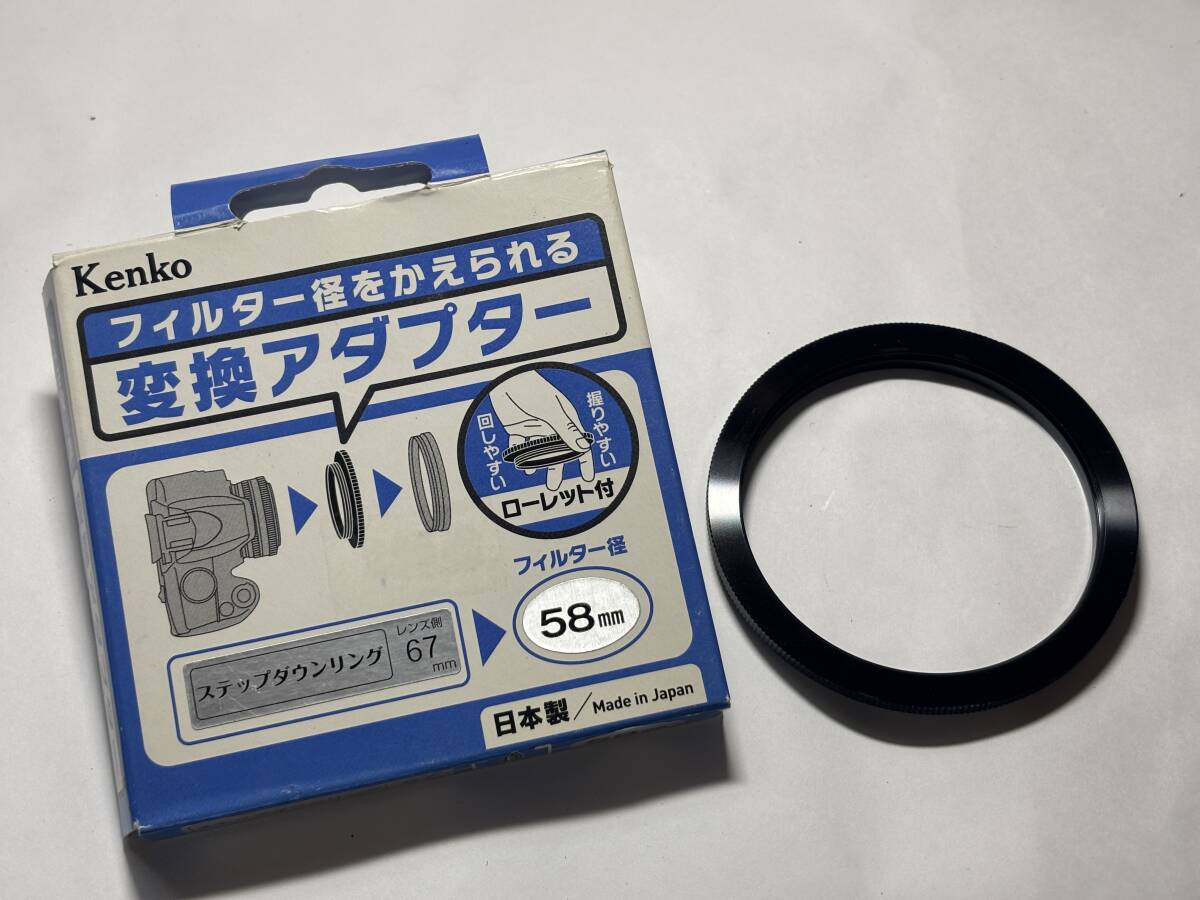 Kenko
フィルター径をかえられる
変換アダプター
回しやすい
握りやすい
ローレット付
フィルター径
58mm
ステップダウンリング
レンズ側
67
mm
日本製/Made in Japan